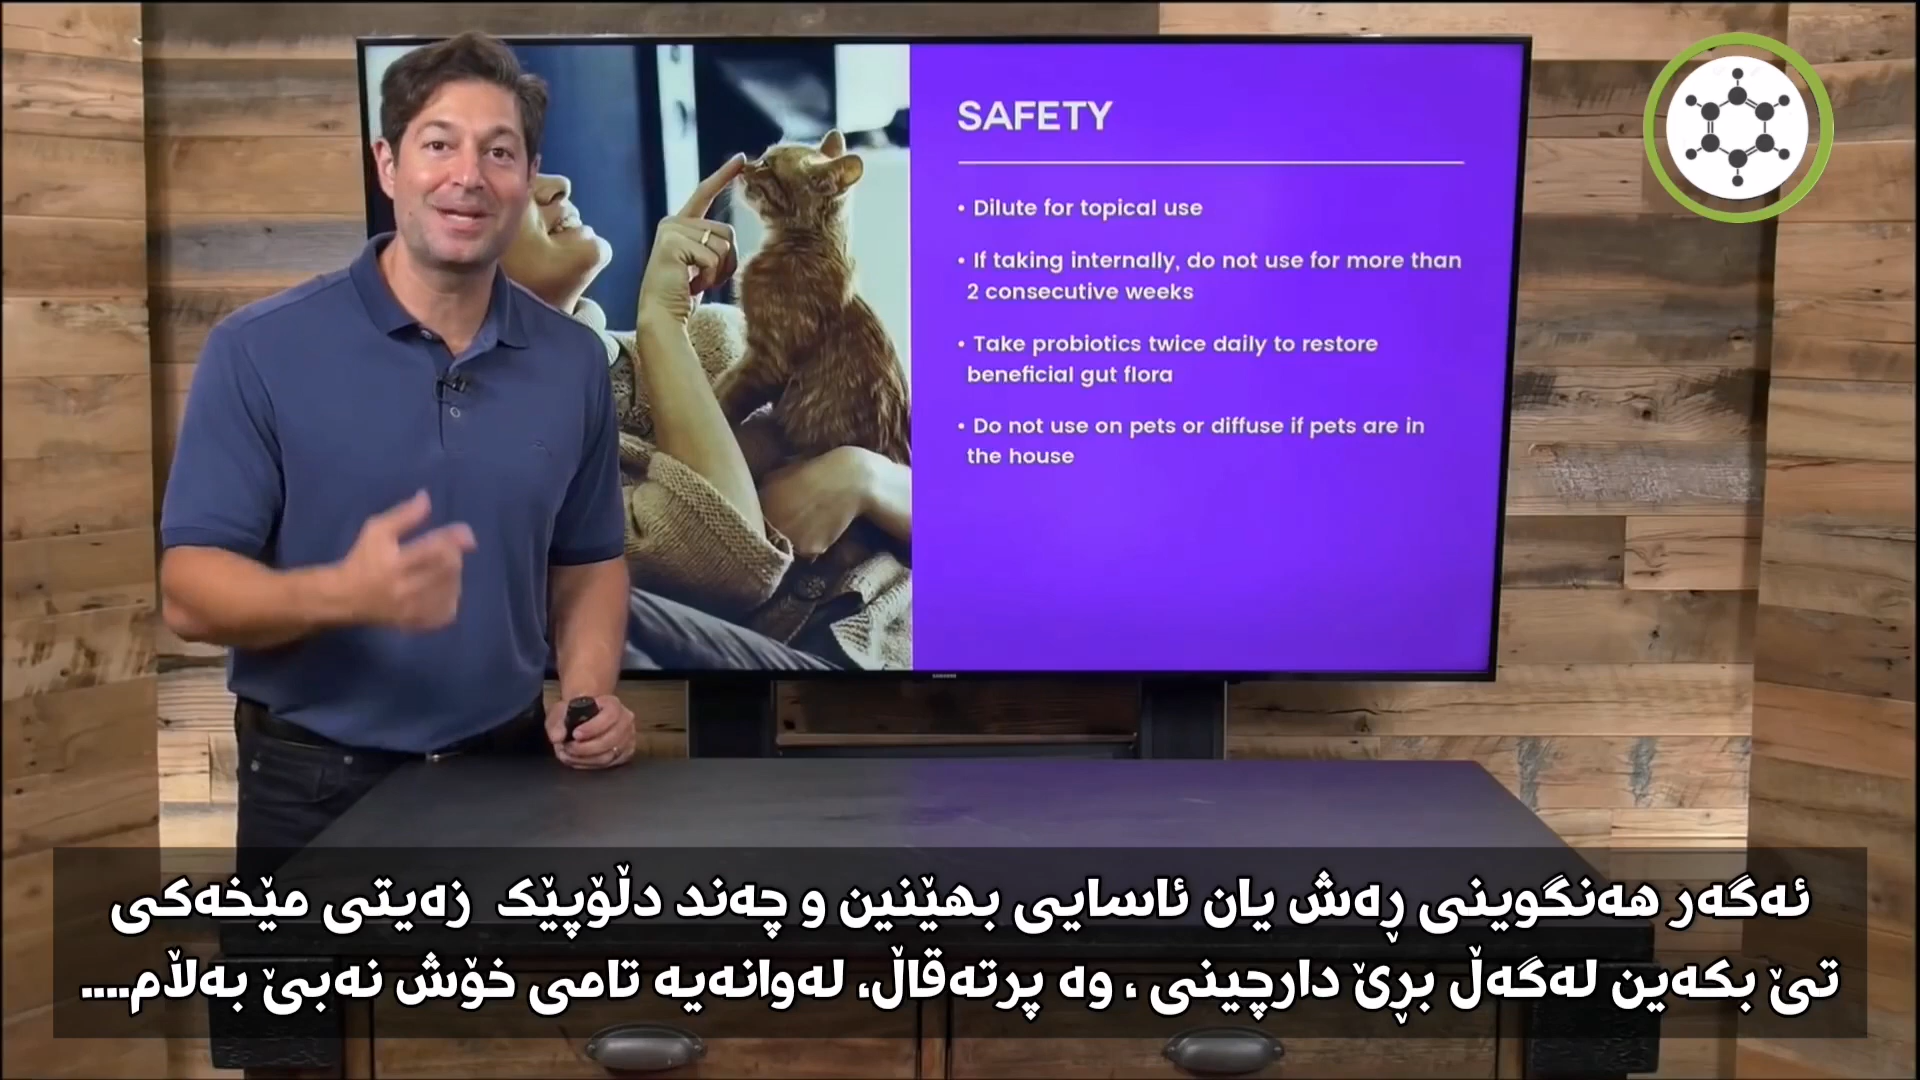 SAFETY
• Dilute for topical use
• If taking internally, do not use for more than
2 consecutive weeks
• Take probiotics twice daily to restore
beneficial gut flora
• Do not use on pets or diffuse if pets are in
the house
SAMSUNG
ئەگەر هەنگوینی ڕەش یان ئاسایی بهێنین و چەند دڵۆپێک زەیتی مێخەکی
تێ بکەین لەگەڵ بڕێ دارچینی ، وە پرتەقاڵ، لەوانەیە تامی خۆش نەبێ بەڵام....